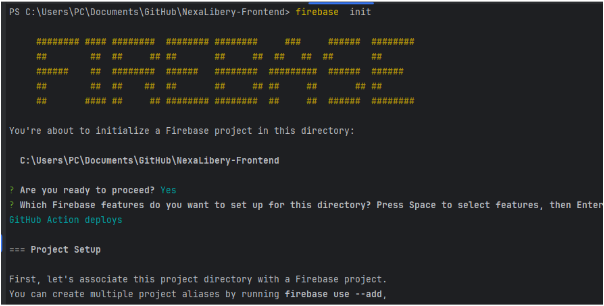 PS C:\Users\PC\Documents\GitHub\NexaLibery-Frontend> firebase  init
######## #### ########  ######## ########     ###     ######  ########
##        ##  ##     ## ##       ##     ##  ##   ##  ##       ##
######    ##  ########  ######   ########  #########  ######  ######
##        ##  ##    ##  ##       ##     ## ##     ##       ## ##
##       #### ##     ## ######## ########  ##     ##  ######  ########
You're about to initialize a Firebase project in this directory:
C:\Users\PC\Documents\GitHub\NexaLibery-Frontend
? Are you ready to proceed? Yes
? Which Firebase features do you want to set up for this directory? Press Space to select features, then Enter
GitHub Action deploys
=== Project Setup
First, let's associate this project directory with a Firebase project.
You can create multiple project aliases by running firebase use --add,